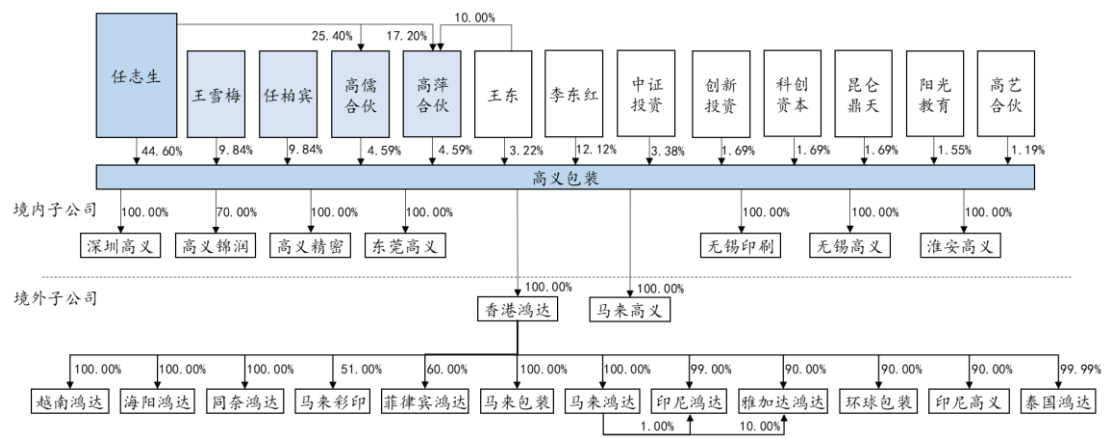 10.00%
25.40%
17.20%
任志生
王雪梅
任柏宾
高儒
合伙
高萍
合伙
王东
李东红
中证
投资
创新
投资
科创
资本
昆仑
鼎天
阳光
教育
高艺
合伙
44.60%
9.84%
9.84%
4.59%
4.59%
3.22%
12.12%
3.38%
1.69%
1.69%
1.69%
1.55%
1.19%
高义包装
境内子公司
100.00%
70.00%
100.00%
100.00%
100.00%
100.00%
100.00%
深圳高义
高义锦润
高义精密
东莞高义
无锡印刷
无锡高义
淮安高义
境外子公司
100.00%
100.00%
香港鸿达
马来高义
100.00%
100.00%
100.00%
51.00%
60.00%
100.00%
100.00%
99.00%
90.00%
90.00%
90.00%
99.99%
越南鸿达
海阳鸿达
同奈鸿达
马来彩印
菲律宾鸿达
马来包装
马来鸿达
印尼鸿达
雅加达鸿达
环球包装
印尼高义
泰国鸿达
1.00%
10.00%